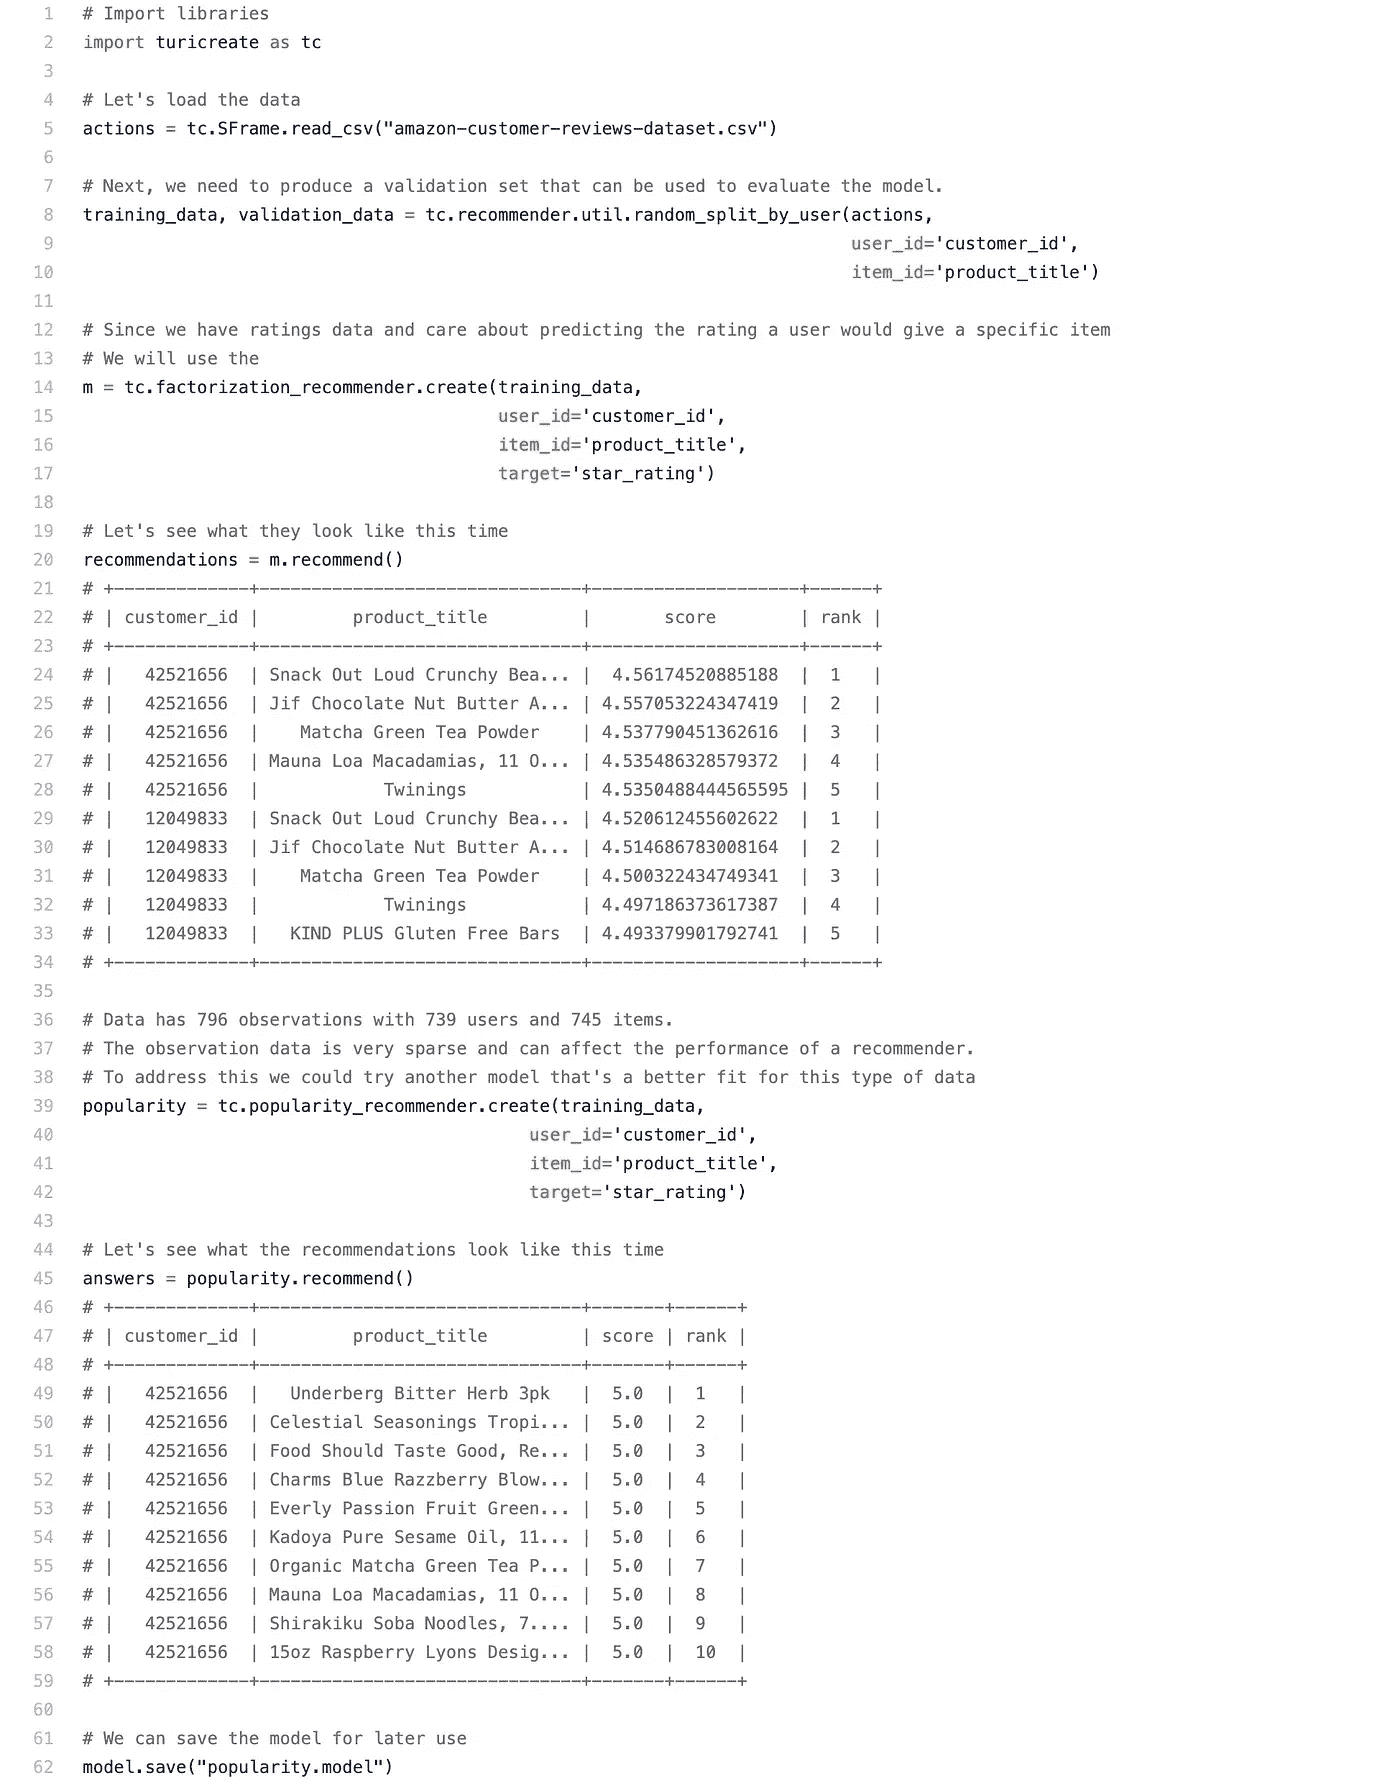 1 # Import libraries
2 import turicreate as tc
3
4 # Let's load the data
5 actions = tc.SFrame.read_csv("amazon-customer-reviews-dataset.csv")
6
7 # Next, we need to produce a validation set that can be used to evaluate the model.
8 training_data, validation_data = tc.recommender.util.random_split_by_user(actions,
9                                                                           user_id='customer_id',
10                                                                           item_id='product_title')
11
12 # Since we have ratings data and care about predicting the rating a user would give a specific item
13 # We will use the
14 m = tc.factorization_recommender.create(training_data,
15                                         user_id='customer_id',
16                                         item_id='product_title',
17                                         target='star_rating')
18
19 # Let's see what they look like this time
20 recommendations = m.recommend()
21 # +-------------+-------------------------------+--------------------+------+
22 # | customer_id |         product_title         |       score        | rank |
23 # +-------------+-------------------------------+--------------------+------+
24 # |   42521656  | Snack Out Loud Crunchy Bea... |  4.56174520885188  |  1   |
25 # |   42521656  | Jif Chocolate Nut Butter A... | 4.557053224347419  |  2   |
26 # |   42521656  |    Matcha Green Tea Powder    | 4.537790451362616  |  3   |
27 # |   42521656  | Mauna Loa Macadamias, 11 O... | 4.535486328579372  |  4   |
28 # |   42521656  |            Twinings           | 4.5350488444565595 |  5   |
29 # |   12049833  | Snack Out Loud Crunchy Bea... | 4.520612455602622  |  1   |
30 # |   12049833  | Jif Chocolate Nut Butter A... | 4.514686783008164  |  2   |
31 # |   12049833  |    Matcha Green Tea Powder    | 4.500322434749341  |  3   |
32 # |   12049833  |            Twinings           | 4.497186373617387  |  4   |
33 # |   12049833  |   KIND PLUS Gluten Free Bars  | 4.493379901792741  |  5   |
34 # +-------------+-------------------------------+--------------------+------+
35
36 # Data has 796 observations with 739 users and 745 items.
37 # The observation data is very sparse and can affect the performance of a recommender.
38 # To address this we could try another model that's a better fit for this type of data
39 popularity = tc.popularity_recommender.create(training_data,
40                                            user_id='customer_id',
41                                            item_id='product_title',
42                                            target='star_rating')
43
44 # Let's see what the recommendations look like this time
45 answers = popularity.recommend()
46 # +-------------+-------------------------------+-------+------+
47 # | customer_id |         product_title         | score | rank |
48 # +-------------+-------------------------------+-------+------+
49 # |   42521656  |   Underberg Bitter Herb 3pk   |  5.0  |  1   |
50 # |   42521656  | Celestial Seasonings Tropi... |  5.0  |  2   |
51 # |   42521656  | Food Should Taste Good, Re... |  5.0  |  3   |
52 # |   42521656  | Charms Blue Razzberry Blow... |  5.0  |  4   |
53 # |   42521656  | Everly Passion Fruit Green... |  5.0  |  5   |
54 # |   42521656  | Kadoya Pure Sesame Oil, 11... |  5.0  |  6   |
55 # |   42521656  | Organic Matcha Green Tea P... |  5.0  |  7   |
56 # |   42521656  | Mauna Loa Macadamias, 11 O... |  5.0  |  8   |
57 # |   42521656  | Shirakiku Soba Noodles, 7.... |  5.0  |  9   |
58 # |   42521656  | 15oz Raspberry Lyons Desig... |  5.0  |  10  |
59 # +-------------+-------------------------------+-------+------+
60
61 # We can save the model for later use
62 model.save("popularity.model")